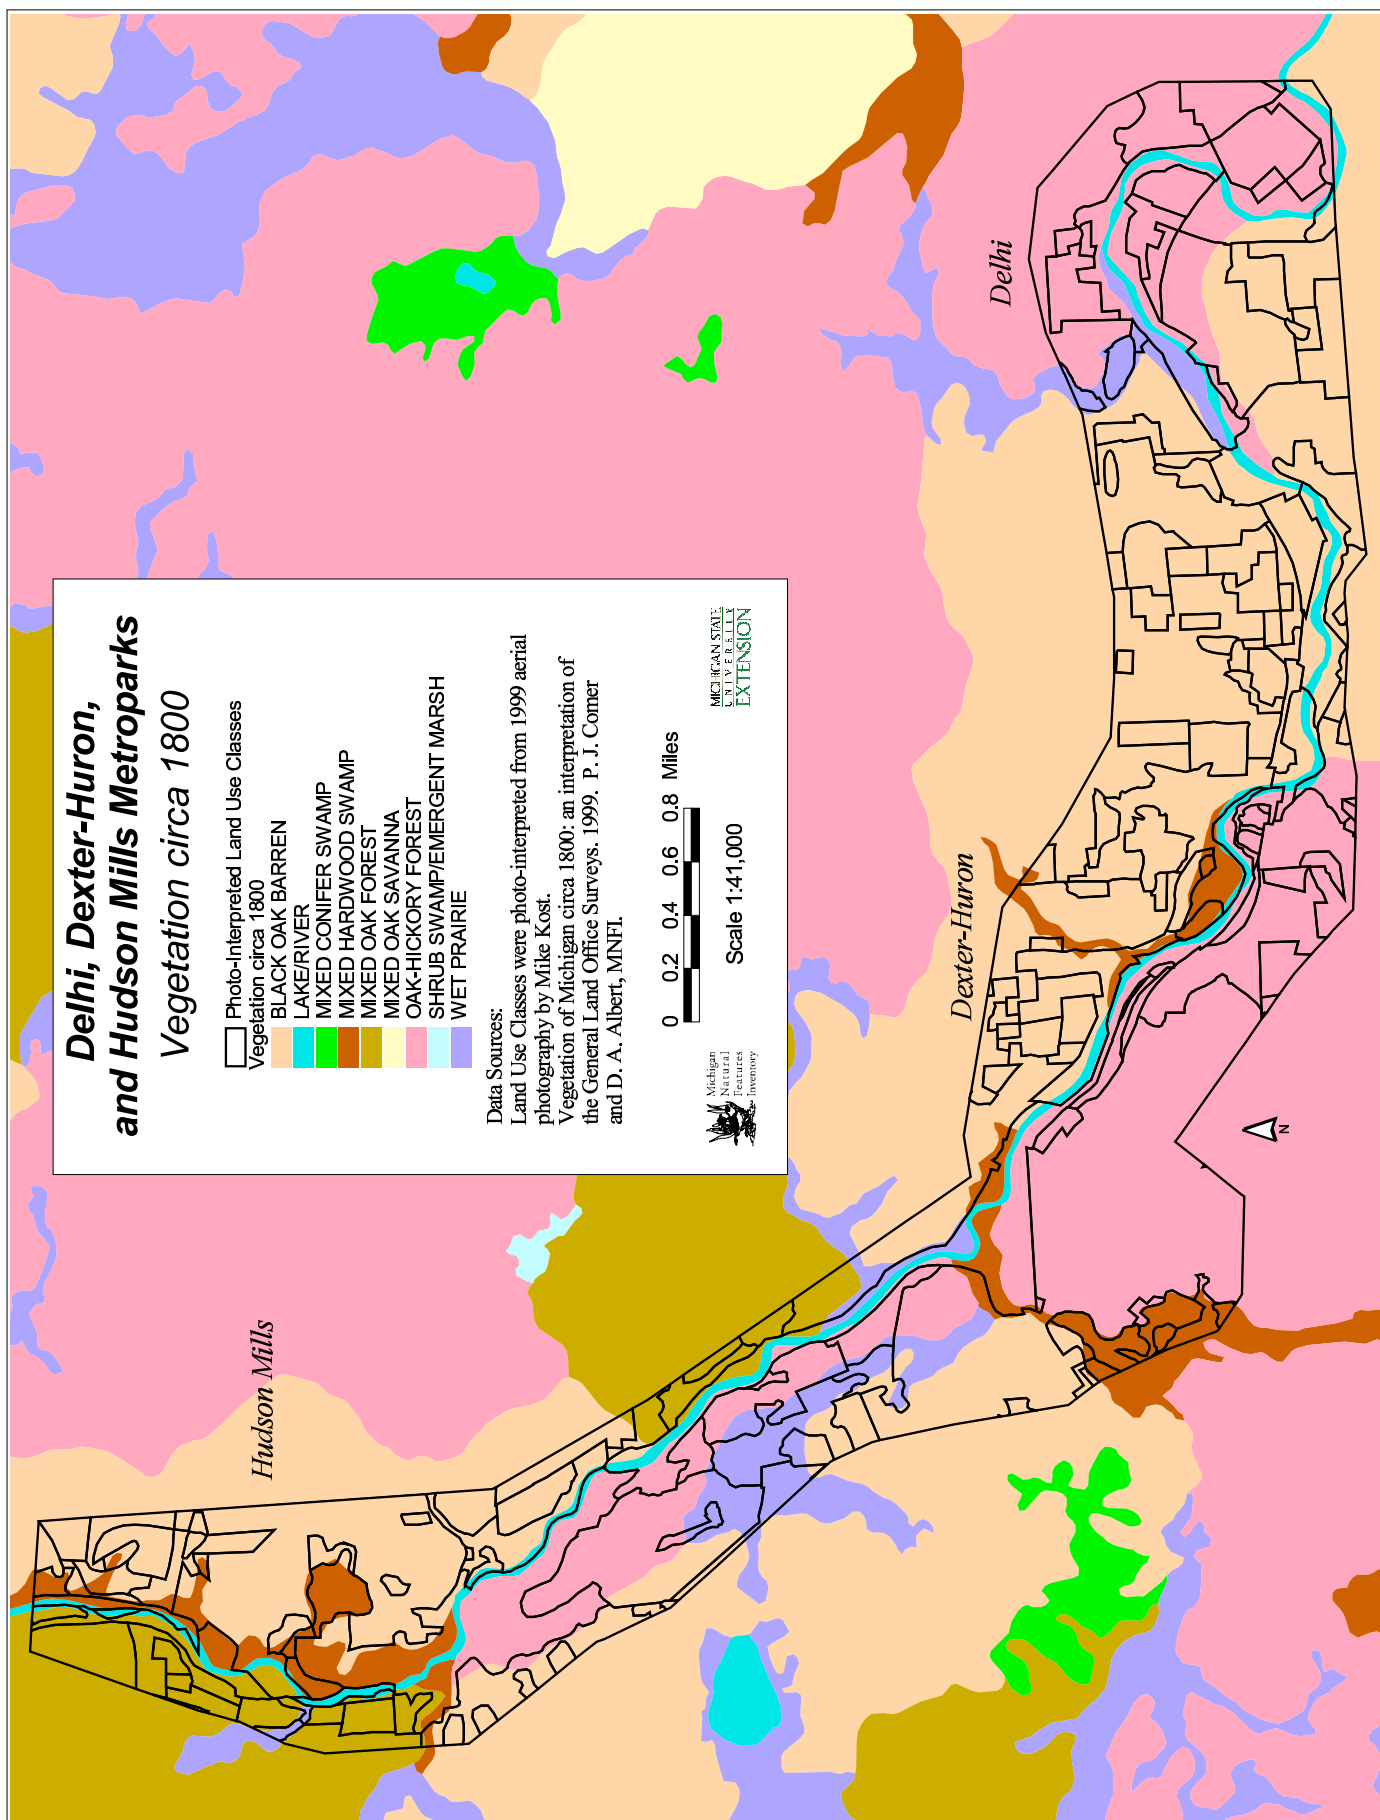 Delhi, Dexter-Huron,
and Hudson Mills Metroparks
Vegetation circa 1800
Photo-Interpreted Land Use Classes
Vegetation circa 1800
BLACK OAK BARREN
LAKE/RIVER
MIXED CONIFER SWAMP
MIXED HARDWOOD SWAMP
MIXED OAK FOREST
MIXED OAK SAVANNA
OAK-HICKORY FOREST
SHRUB SWAMP/EMERGENT MARSH
WET PRAIRIE
Data Sources:
Land Use Classes were photo-interpreted from 1999 aerial
photography by Mike Kost.
Vegetation of Michigan circa 1800: an interpretation of
the General Land Office Surveys. 1999. P. J. Comer
and D. A. Albert, MNFI.
0 0.2 0.4 0.6 0.8 Miles
Scale 1:41,000
Michigan
Natural
Features
Inventory
MICHIGAN STATE
UNIVERSITY
EXTENSION
Hudson Mills
Dexter-Huron
Delhi
N